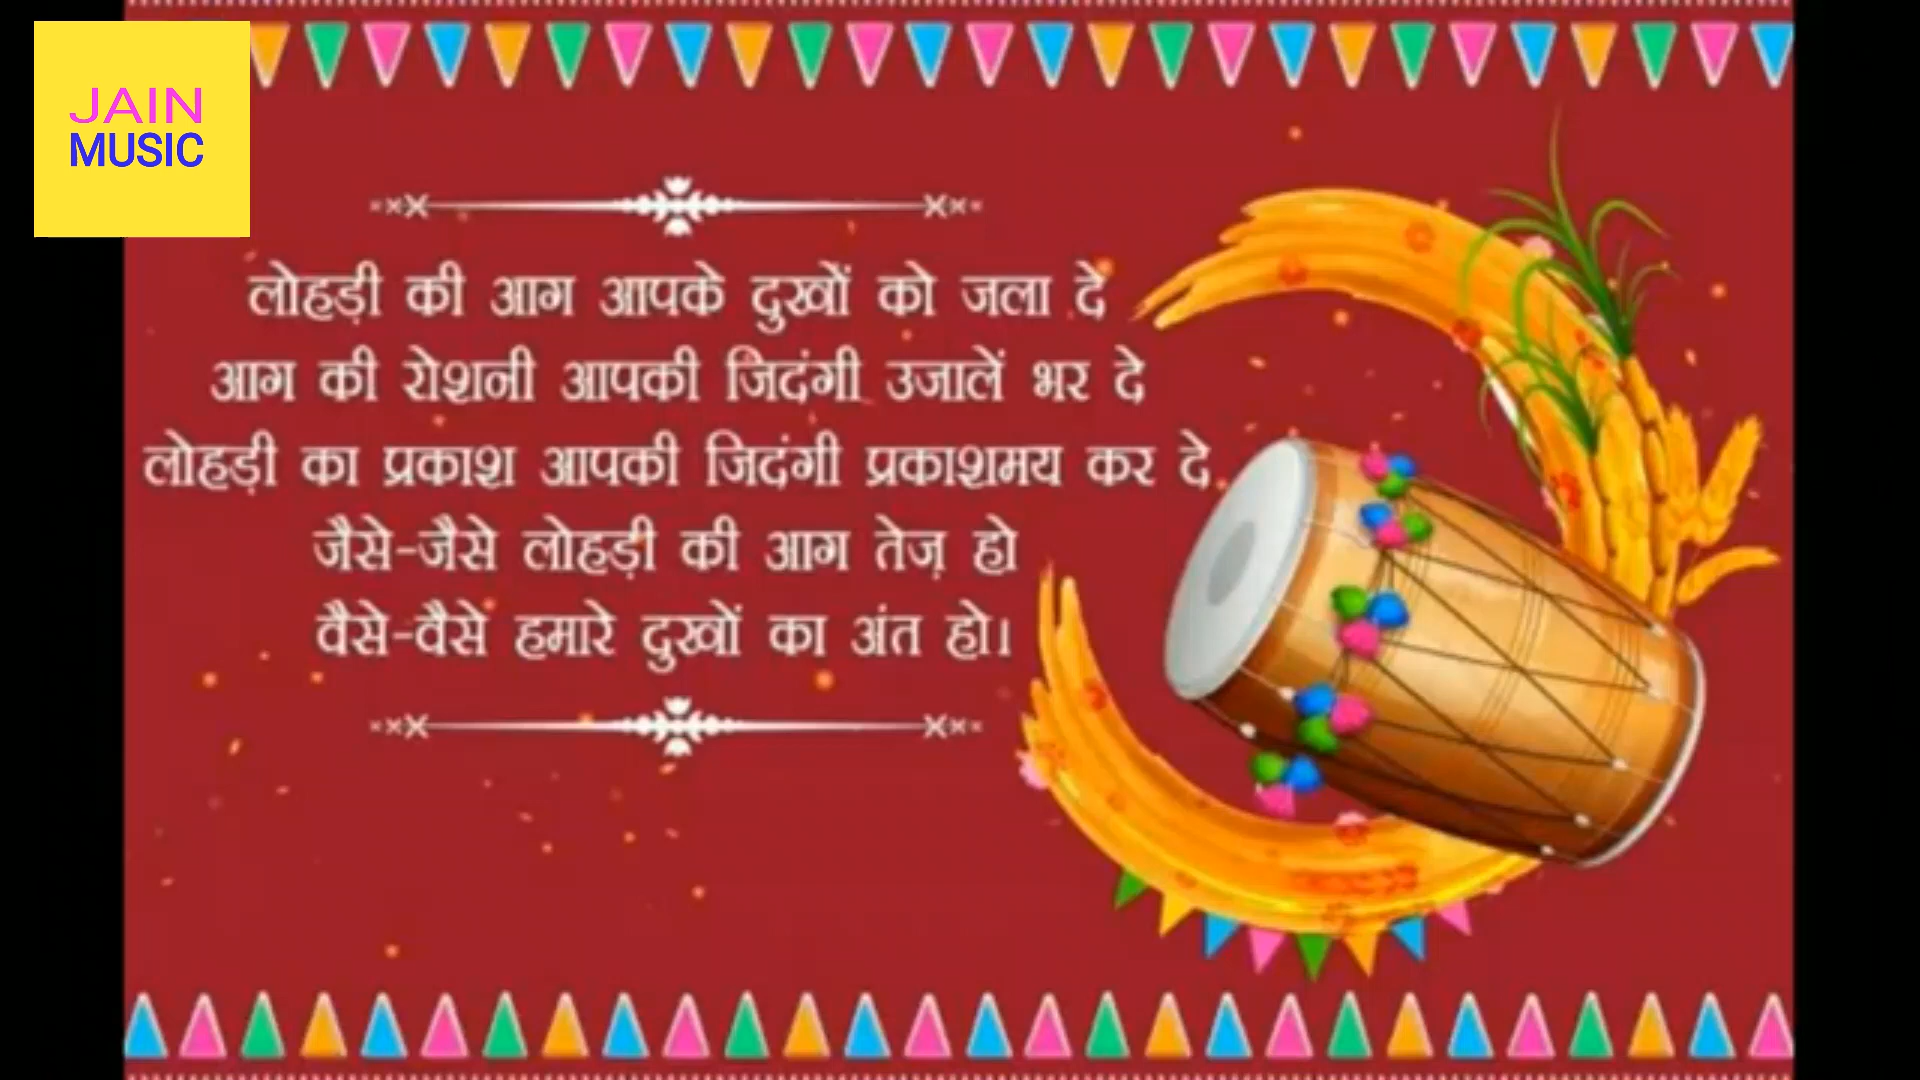 JAIN
MUSIC
लोहड़ी की आग आपके दुखों को जला दे
आग की रोशनी आपकी जिदंगी उजालें भर दे
लोहड़ी का प्रकाश आपकी जिदंगी प्रकाशमय कर दे
जैसे-जैसे लोहड़ी की आग तेज़ हो
वैसे-वैसे हमारे दुखों का अंत हो।